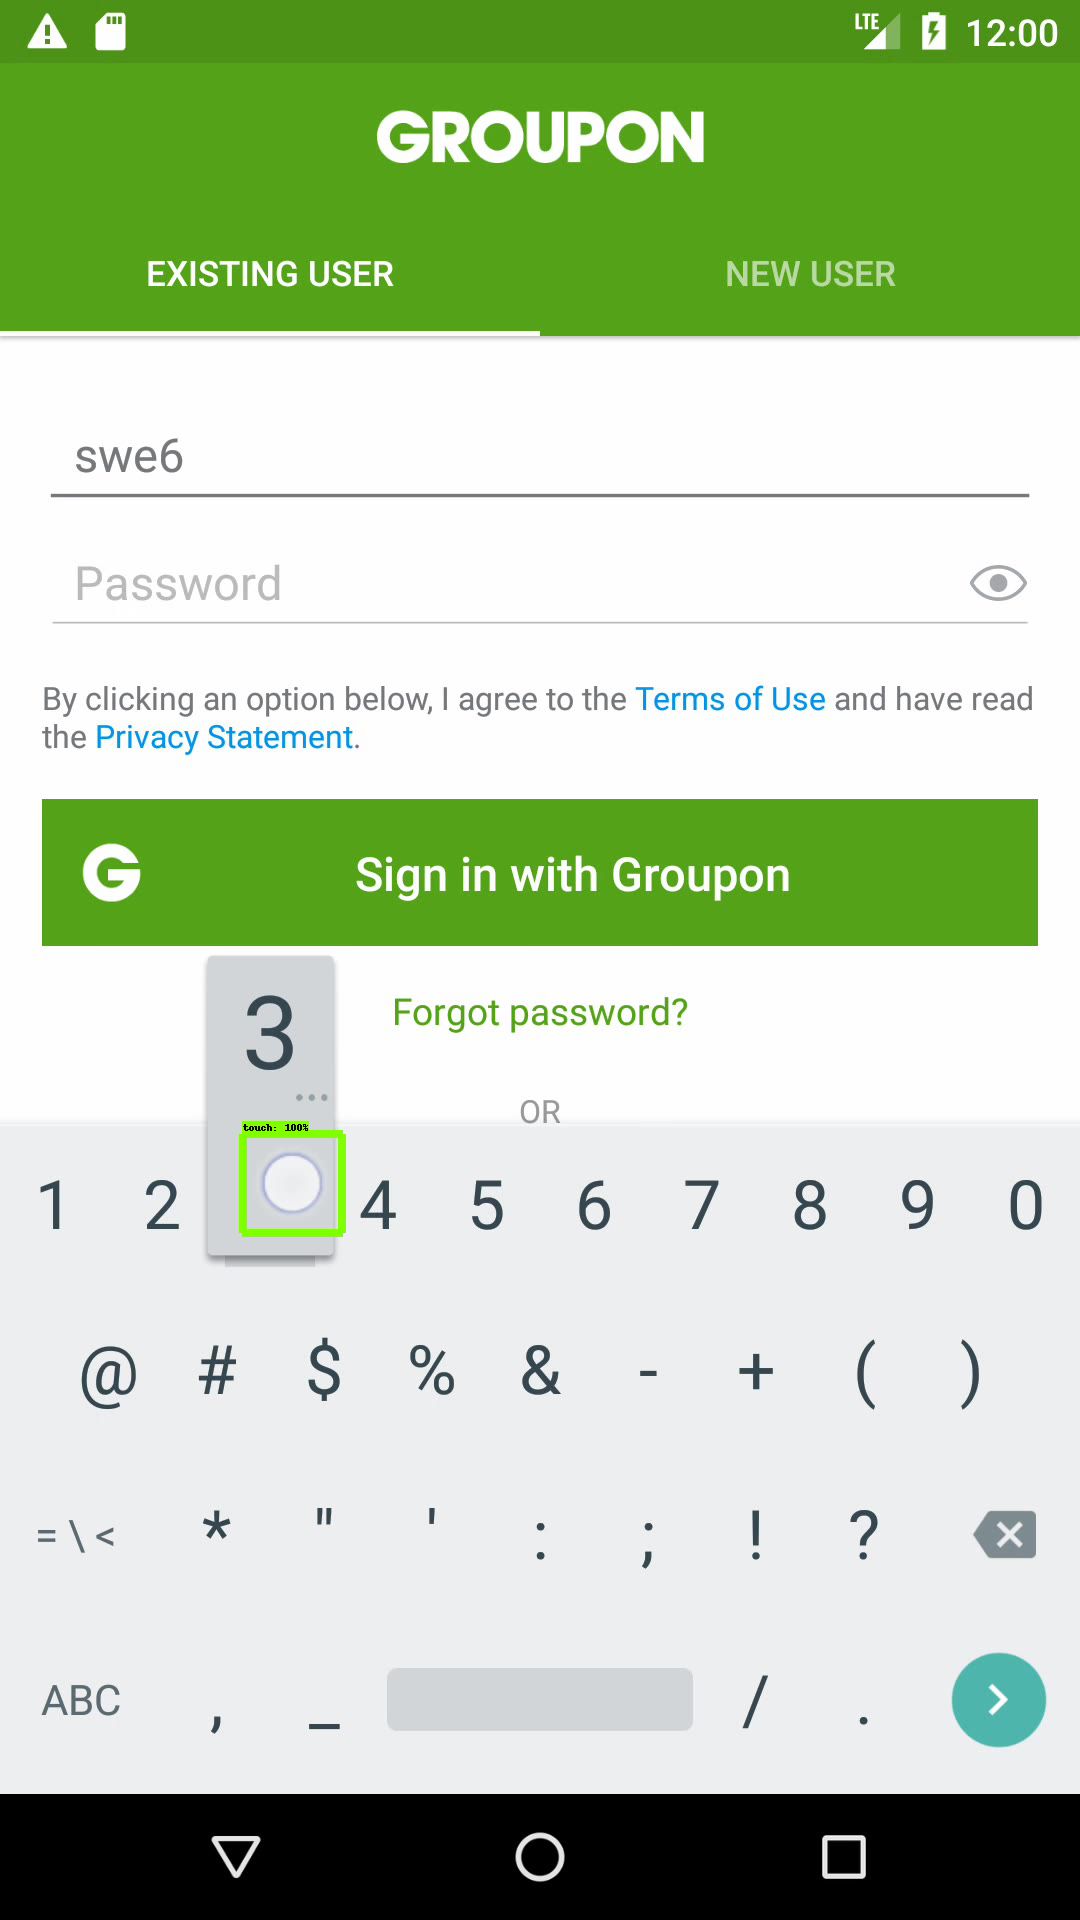 LTE 12:00
GROUPON
EXISTING USER NEW USER
swe6
Password
By clicking an option below, I agree to the Terms of Use and have read
the Privacy Statement.
G Sign in with Groupon
3
Forgot password?
...
OR
touch: 100%
1 2 4 5 6 7 8 9 0
@ # $ % & - + ( )
= \ < * " ' : ; ! ?
ABC , _ / .